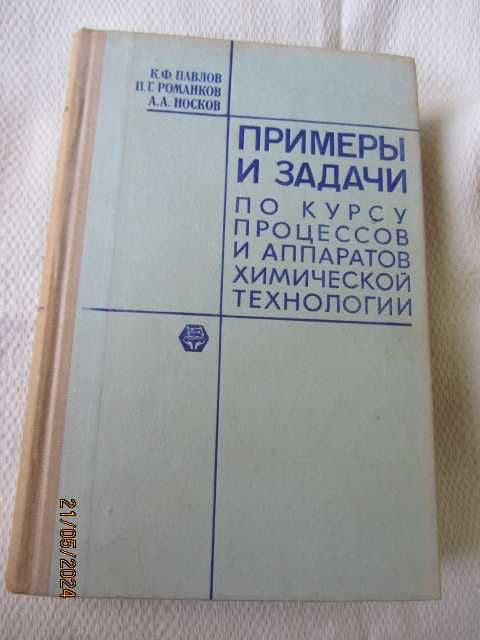 К.Ф. ПАВЛОВ
П.Г. РОМАНКОВ
А.А. НОСКОВ
ПРИМЕРЫ
И ЗАДАЧИ
ПО КУРСУ
ПРОЦЕССОВ
И АППАРАТОВ
ХИМИЧЕСКОЙ
ТЕХНОЛОГИИ
21/05/2024